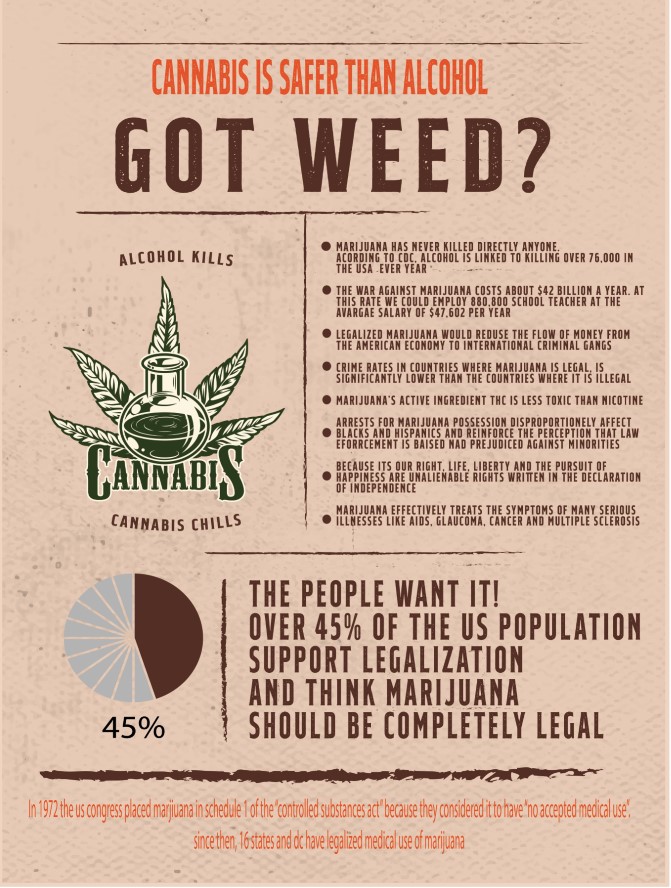 CANNABIS IS SAFER THAN ALCOHOL
GOT WEED?
ALCOHOL KILLS
CANNABIS
CANNABIS CHILLS
MARIJUANA HAS NEVER KILLED DIRECTLY ANYONE.
ACORDING TO CDC, ALCOHOL IS LINKED TO KILLING OVER 76,000 IN
THE USA EVER YEAR
THE WAR AGAINST MARIJUANA COSTS ABOUT $42 BILLION A YEAR. AT
THIS RATE WE COULD EMPLOY 880,800 SCHOOL TEACHER AT THE
AVARGAE SALARY OF $47,602 PER YEAR
LEGALIZED MARIJUANA WOULD REDUSE THE FLOW OF MONEY FROM
THE AMERICAN ECONOMY TO INTERNATIONAL CRIMINAL GANGS
CRIME RATES IN COUNTRIES WHERE MARIJUANA IS LEGAL, IS
SIGNIFICANTLY LOWER THAN THE COUNTRIES WHERE IT IS ILLEGAL
MARIJUANA'S ACTIVE INGREDIENT THC IS LESS TOXIC THAN NICOTINE
ARRESTS FOR MARIJUANA POSSESSION DISPROPORTIONELY AFFECT
BLACKS AND HISPANICS AND REINFORCE THE PERCEPTION THAT LAW
EFORRCEMENT IS BAISED NAD PREJUDICED AGAINST MINORITIES
BECAUSE ITS OUR RIGHT, LIFE, LIBERTY AND THE PURSUIT OF
HAPPINESS ARE UNALIENABLE RIGHTS WRITTEN IN THE DECLARATION
OF INDEPENDENCE
MARIJUANA EFFECTIVELY TREATS THE SYMPTOMS OF MANY SERIOUS
ILLNESSES LIKE AIDS, GLAUCOMA, CANCER AND MULTIPLE SCLEROSIS
45%
THE PEOPLE WANT IT!
OVER 45% OF THE US POPULATION
SUPPORT LEGALIZATION
AND THINK MARIJUANA
SHOULD BE COMPLETELY LEGAL
In 1972 the us congress placed marijuana in schedule 1 of the "controlled substances act" because they considered it to have "no accepted medical use".
since then, 16 states and dc have legalized medical use of marijuana